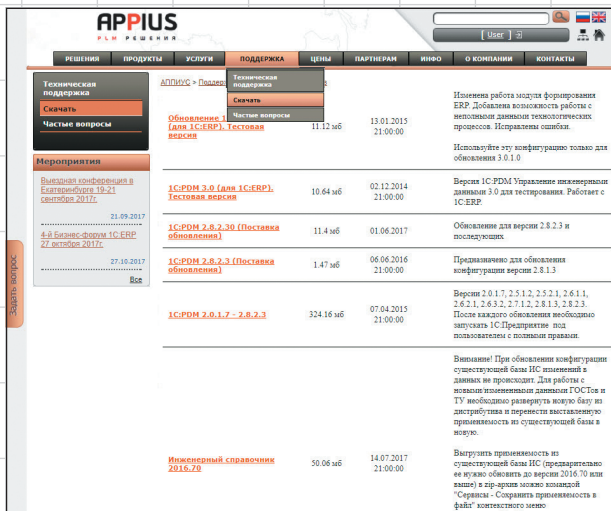 APPIUS
PLM РЕШЕНИЯ
[ User ]
РЕШЕНИЯ ПРОДУКТЫ УСЛУГИ ПОДДЕРЖКА ЦЕНЫ ПАРТНЕРАМ ИНФО О КОМПАНИИ КОНТАКТЫ
Техническая
поддержка
Скачать
Частые вопросы
Мероприятия
Выездная конференция в
Екатеринбурге 19-21
сентября 2017г.
21.09.2017
4-й Бизнес-форум 1С:ERP
27 октября 2017г.
27.10.2017
Все
Задать вопрос
АППИУС »
Техническая
поддержка
Скачать
Частые вопросы
Обновление
(для 1С:ERP). Тестовая
версия
11.12 мб
13.01.2015
21:00:00
Изменена работа модуля формирования
ERP. Добавлена возможность работы с
неполными данными технологических
процессов. Исправлены ошибки.
Используйте эту конфигурацию только для
обновления 3.0.1.0
1С:PDM 3.0 (для 1С:ERP).
Тестовая версия
10.64 мб
02.12.2014
21:00:00
Версия 1С:PDM Управление инженерными
данными 3.0 для тестирования. Работает с
1С:ERP.
1С:PDM 2.8.2.30 (Поставка
обновления)
11.4 мб
01.06.2017
Обновление для версии 2.8.2.3 и
последующих
1С:PDM 2.8.2.3 (Поставка
обновления)
1.47 мб
06.06.2016
21:00:00
Предназначено для обновления
конфигурации версии 2.8.1.3
1С:PDM 2.0.1.7 - 2.8.2.3
324.16 мб
07.04.2015
21:00:00
Версии 2.0.1.7, 2.5.1.2, 2.5.2.1, 2.6.1.1,
2.6.2.1, 2.6.3.2, 2.7.1.2, 2.8.1.3, 2.8.2.3.
После каждого обновления необходимо
запускать 1С:Предприятие под
пользователем с полными правами.
Инженерный справочник
2016.70
50.06 мб
14.07.2017
21:00:00
Внимание! При обновлении конфигурации
существующей базы ИС изменений в
данных не происходит. Для работы с
новыми/измененными данными ГОСТов и
ТУ необходимо развернуть новую базу из
дистрибутива и перенести выставленную
применяемость из существующей базы в
новую.
Выгрузить применяемость из
существующей базы ИС (предварительно
ее нужно обновить до версии 2016.70 или
выше) в zip-архив можно командой
"Сервисы - Сохранить применяемость в
файл" контекстного меню